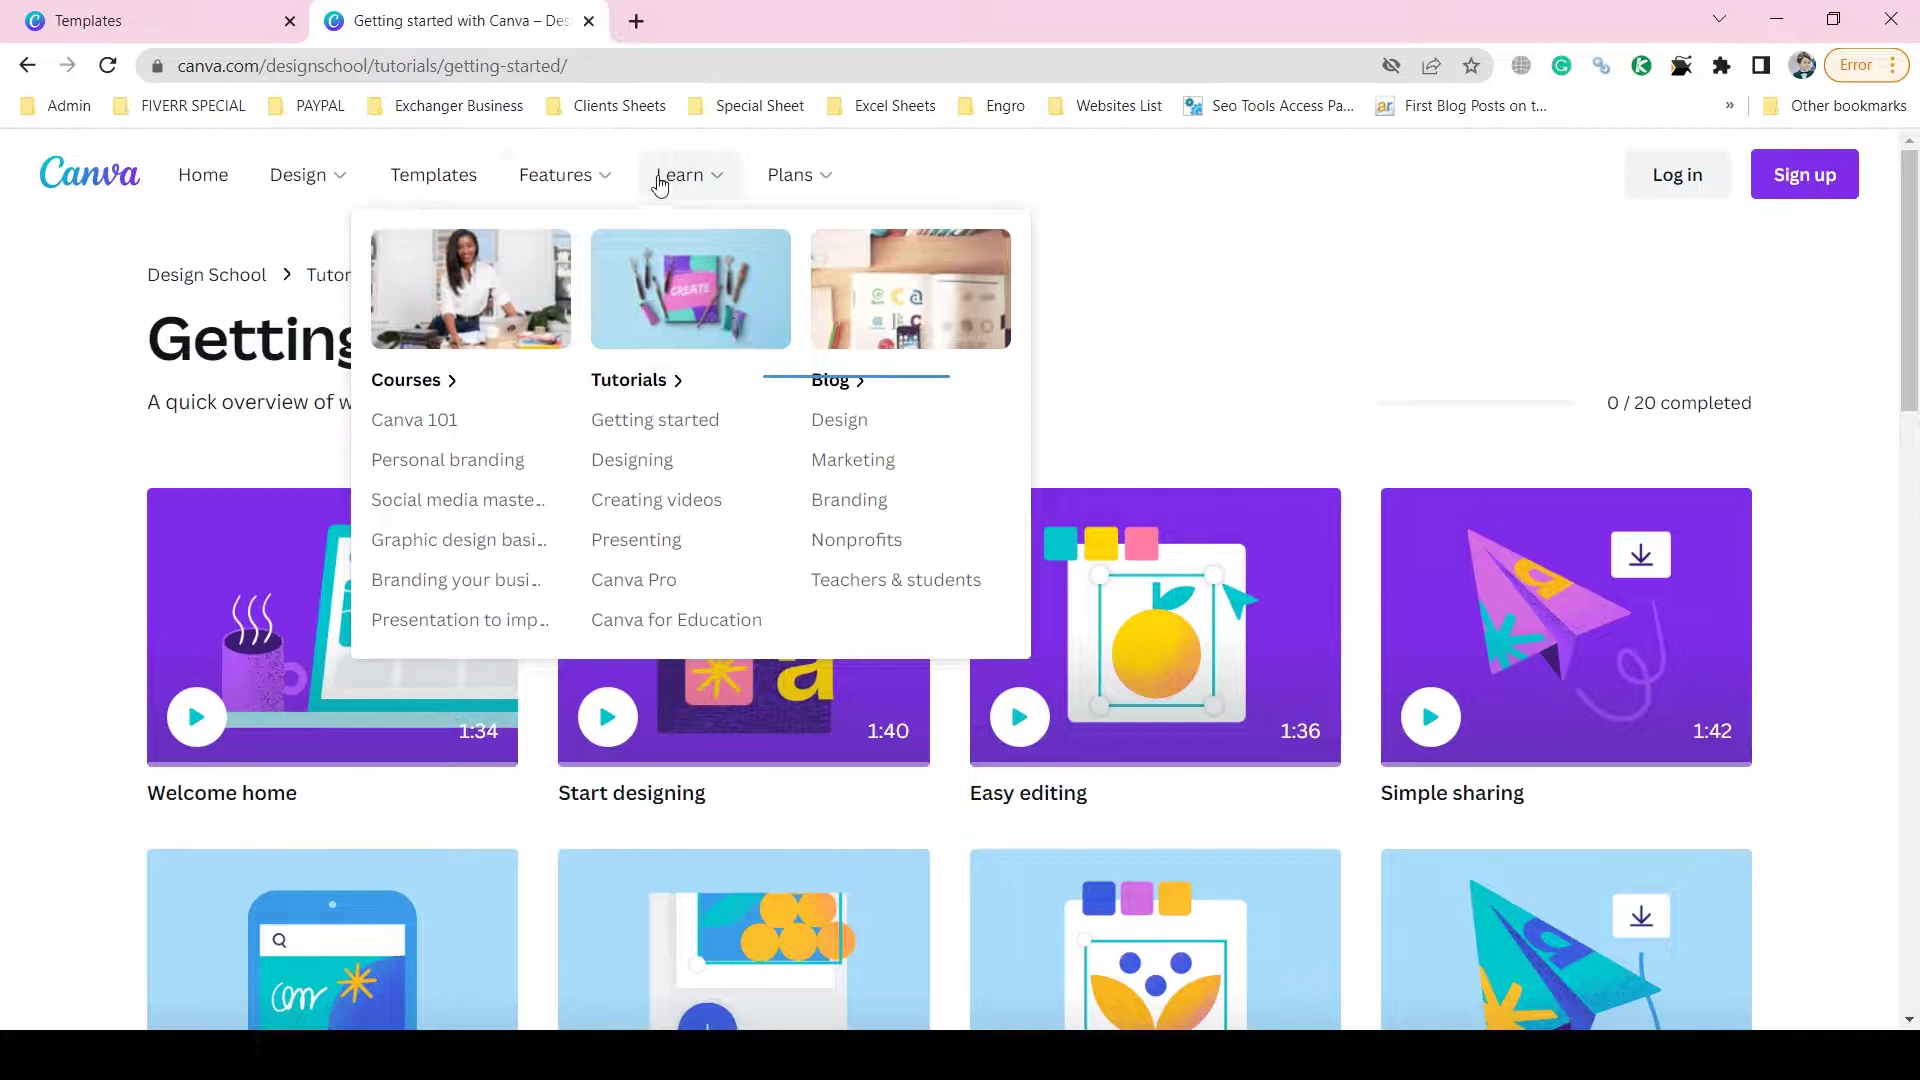 Templates
Getting started with Canva – Des
canva.com/designschool/tutorials/getting-started/
Error
Admin
FIVERR SPECIAL
PAYPAL
Exchanger Business
Clients Sheets
Special Sheet
Excel Sheets
Engro
Websites List
Seo Tools Access Pa...
ar
First Blog Posts on t...
»
Other bookmarks
Canva
Home
Design
Templates
Features
Learn
Plans
Log in
Sign up
Design School > Tutor
Getting
A quick overview of w
0 / 20 completed
CREATE
Courses >
Canva 101
Personal branding
Social media maste...
Graphic design basi...
Branding your busi...
Presentation to imp...
Tutorials >
Getting started
Designing
Creating videos
Presenting
Canva Pro
Canva for Education
Blog >
Design
Marketing
Branding
Nonprofits
Teachers & students
a
1:34
1:40
1:36
1:42
Welcome home
Start designing
Easy editing
Simple sharing